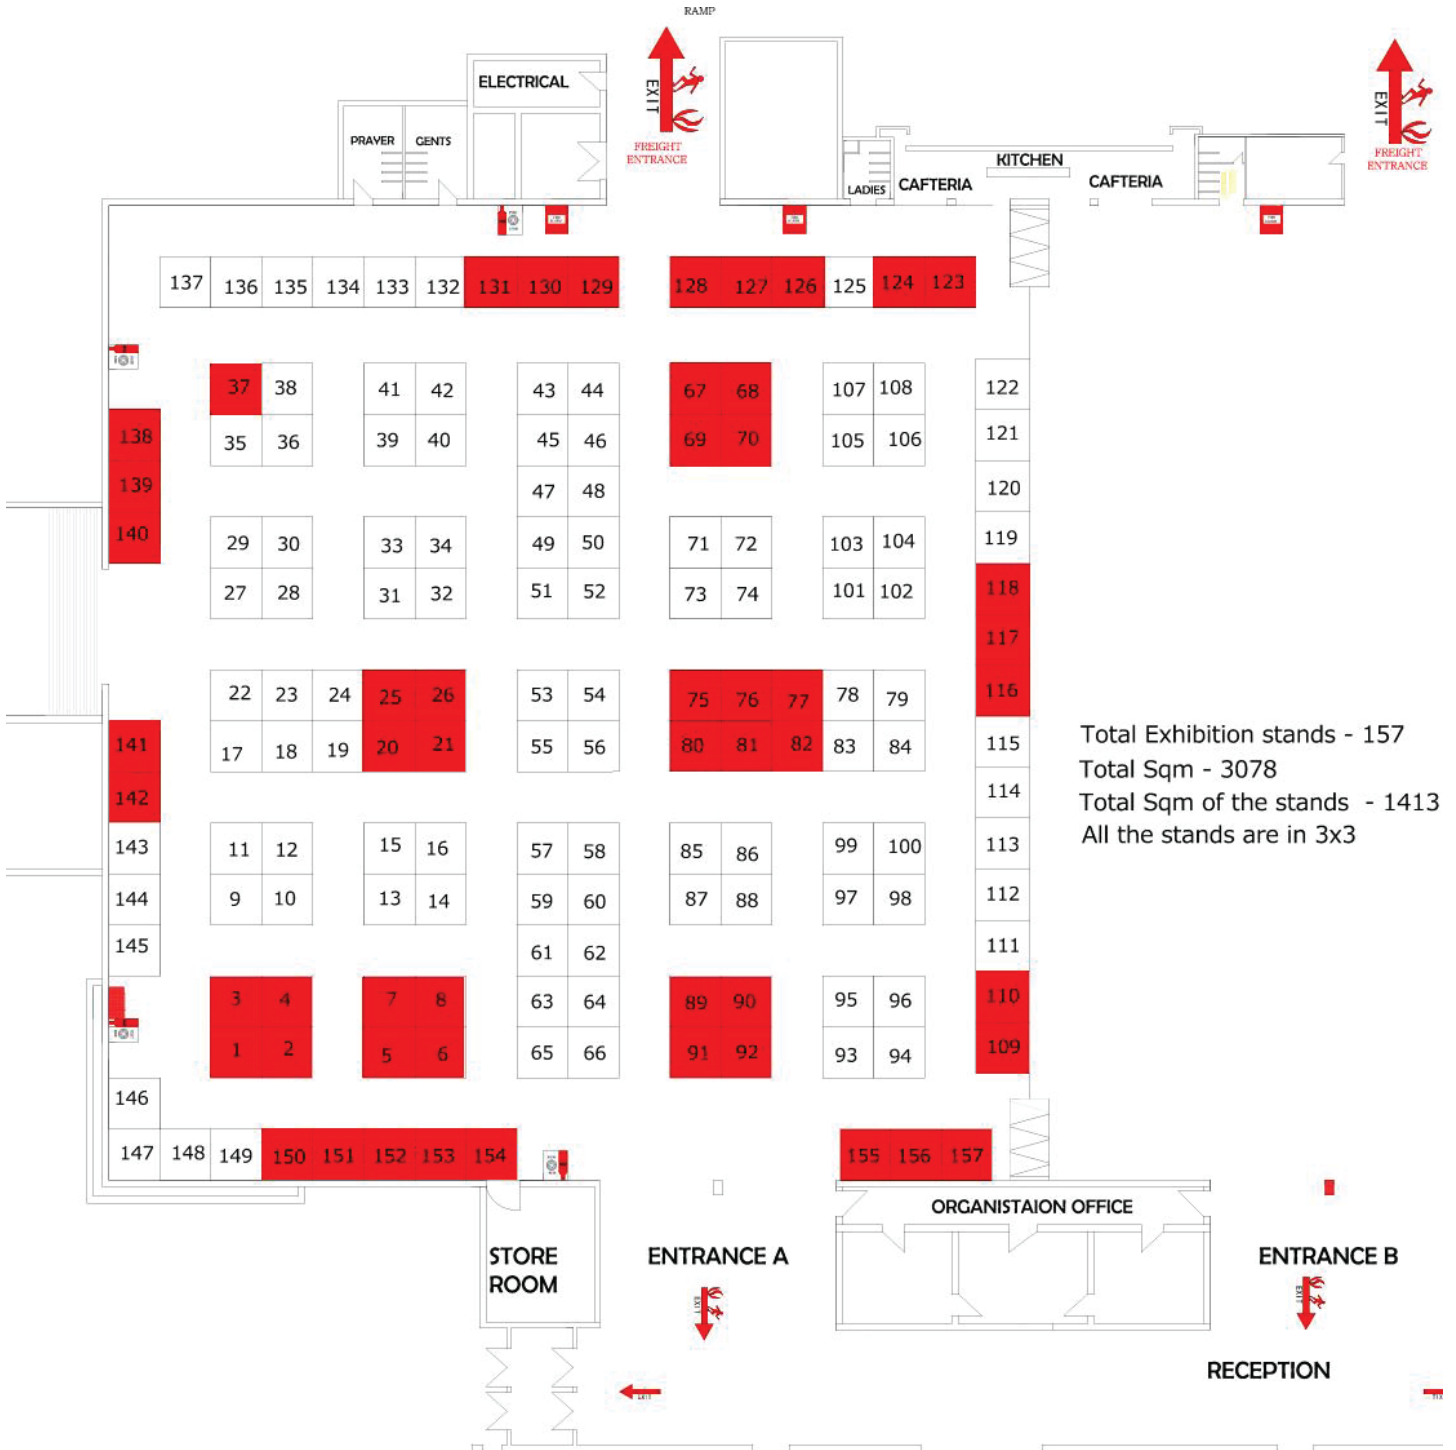 RAMP
ELECTRICAL
EXIT
EXIT
PRAYER GENTS
FREIGHT
ENTRANCE
FREIGHT
ENTRANCE
KITCHEN
LADIES CAFTERIA CAFTERIA
137 136 135 134 133 132 131 130 129 128 127 126 125 124 123
37 38 41 42 43 44 67 68 107 108 122
138 35 36 39 40 45 46 69 70 105 106 121
139 47 48 120
140 29 30 33 34 49 50 71 72 103 104 119
27 28 31 32 51 52 73 74 101 102 118
117
22 23 24 25 26 53 54 75 76 77 78 79 116
141 17 18 19 20 21 55 56 80 81 82 83 84 115
Total Exhibition stands - 157
Total Sqm - 3078
Total Sqm of the stands - 1413
All the stands are in 3x3
142 114
143 11 12 15 16 57 58 85 86 99 100 113
144 9 10 13 14 59 60 87 88 97 98 112
145 61 62 111
3 4 7 8 63 64 89 90 95 96 110
1 2 5 6 65 66 91 92 93 94 109
146
147 148 149 150 151 152 153 154 155 156 157
ORGANISTAION OFFICE
STORE
ROOM
ENTRANCE A
ENTRANCE B
EXIT
EXIT
RECEPTION
EXIT